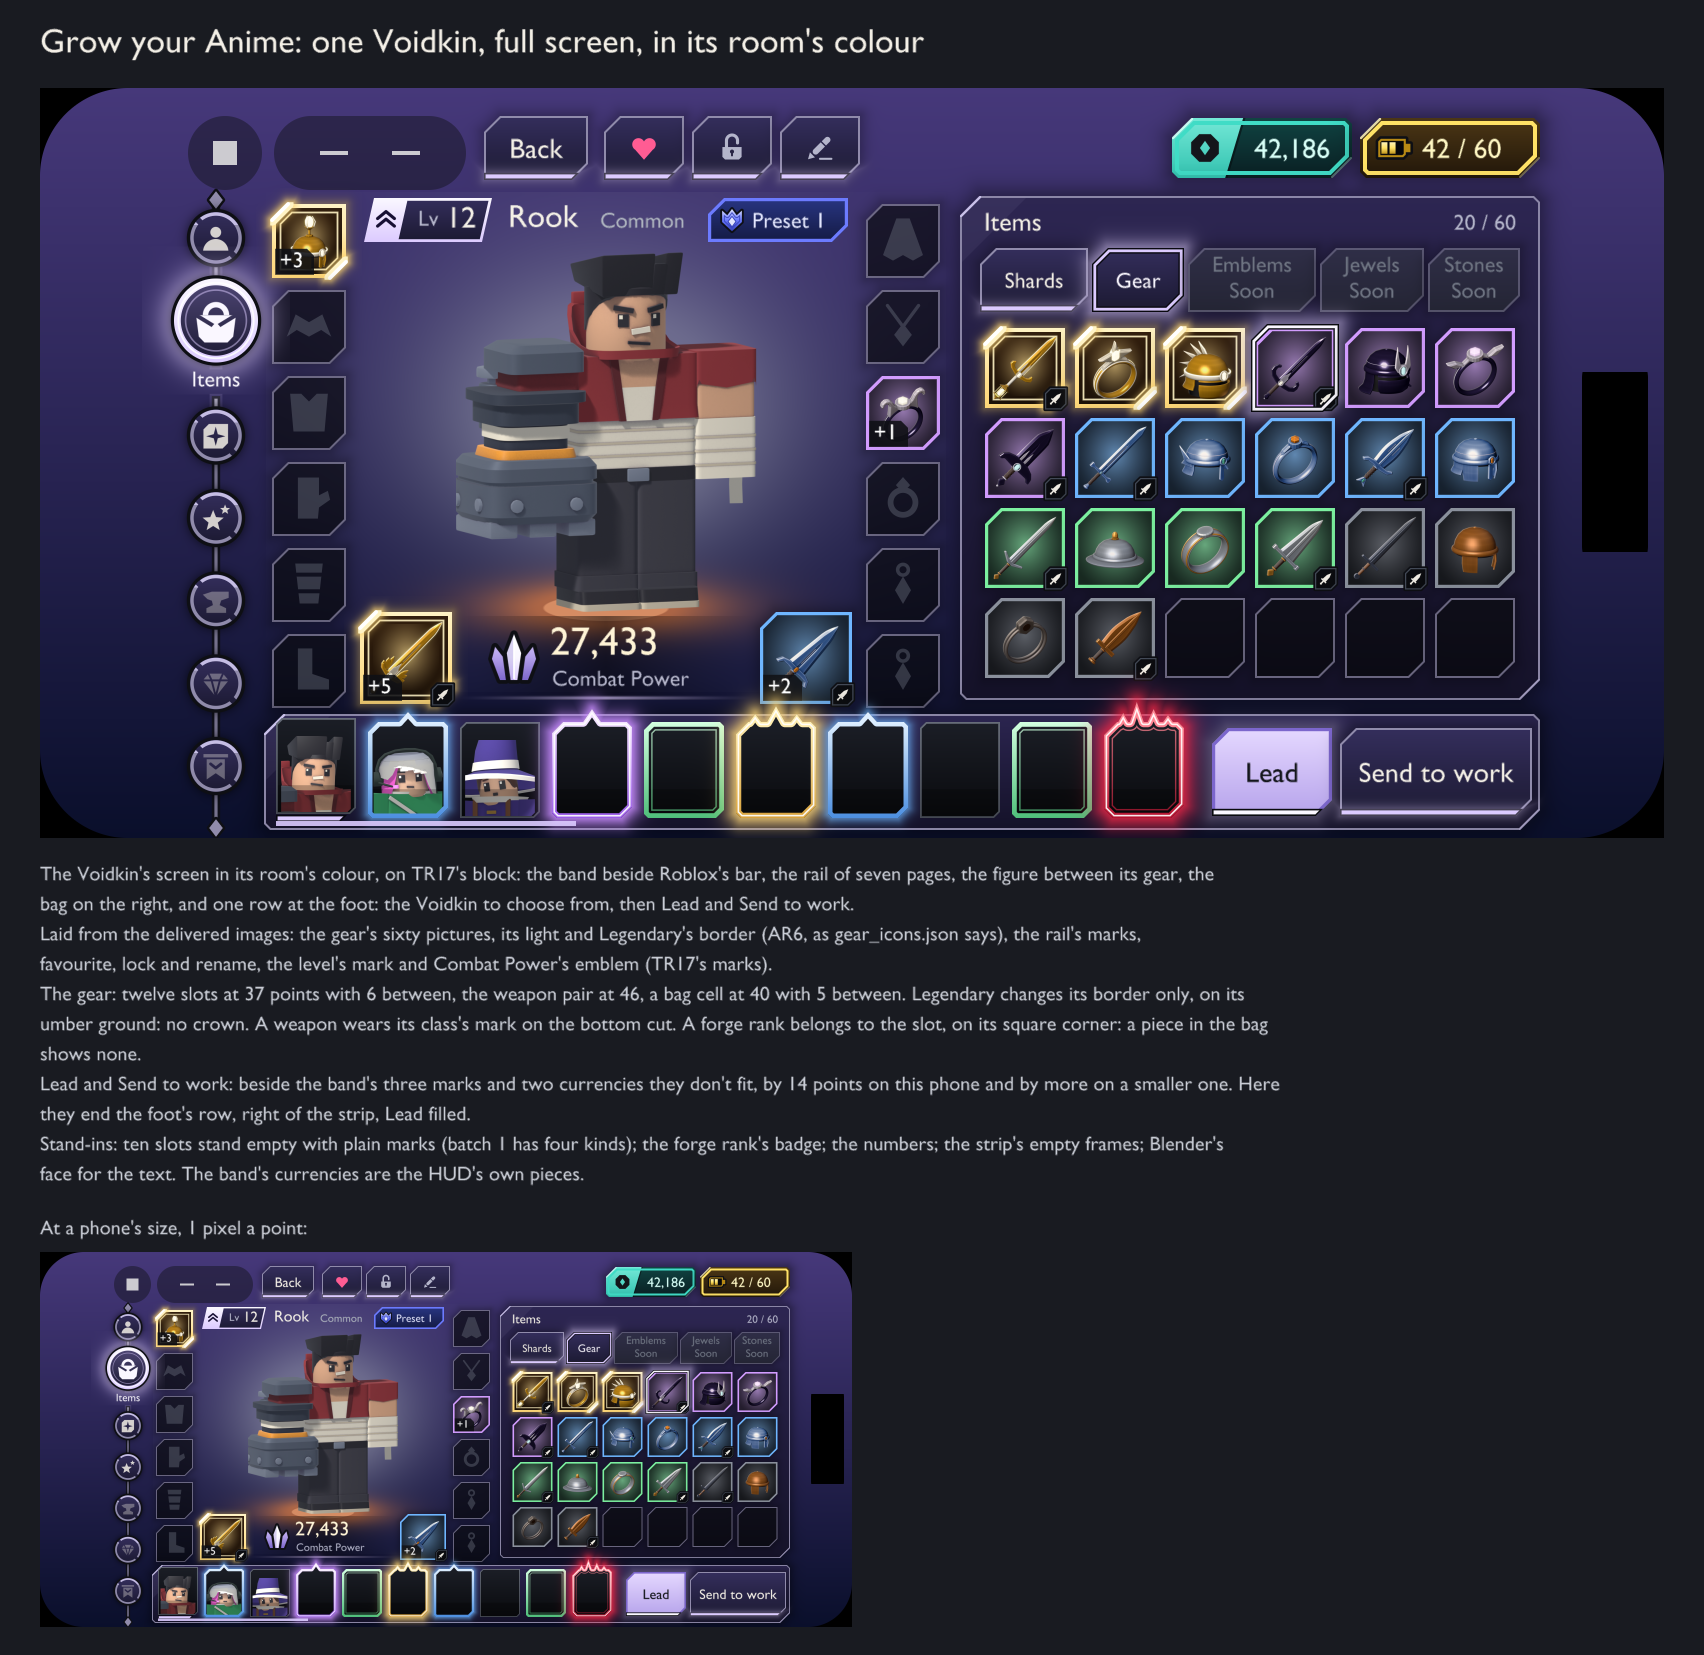 Grow your Anime: one Voidkin, full screen, in its room's colour
Back
42,186
42 / 60
+3
Lv 12
Rook
Common
Preset 1
Items
20 / 60
Shards
Gear
Emblems
Soon
Jewels
Soon
Stones
Soon
Items
+1
+5
27,433
Combat Power
+2
Lead
Send to work
The Voidkin's screen in its room's colour, on TR17's block: the band beside Roblox's bar, the rail of seven pages, the figure between its gear, the
bag on the right, and one row at the foot: the Voidkin to choose from, then Lead and Send to work.
Laid from the delivered images: the gear's sixty pictures, its light and Legendary's border (AR6, as gear_icons.json says), the rail's marks,
favourite, lock and rename, the level's mark and Combat Power's emblem (TR17's marks).
The gear: twelve slots at 37 points with 6 between, the weapon pair at 46, a bag cell at 40 with 5 between. Legendary changes its border only, on its
umber ground: no crown. A weapon wears its class's mark on the bottom cut. A forge rank belongs to the slot, on its square corner: a piece in the bag
shows none.
Lead and Send to work: beside the band's three marks and two currencies they don't fit, by 14 points on this phone and by more on a smaller one. Here
they end the foot's row, right of the strip, Lead filled.
Stand-ins: ten slots stand empty with plain marks (batch 1 has four kinds); the forge rank's badge; the numbers; the strip's empty frames; Blender's
face for the text. The band's currencies are the HUD's own pieces.
At a phone's size, 1 pixel a point:
Back
42,186
42 / 60
+3
Lv 12
Rook
Common
Preset 1
Items
20 / 60
Shards
Gear
Emblems
Soon
Jewels
Soon
Stones
Soon
Items
+1
+5
27,433
Combat Power
+2
Lead
Send to work